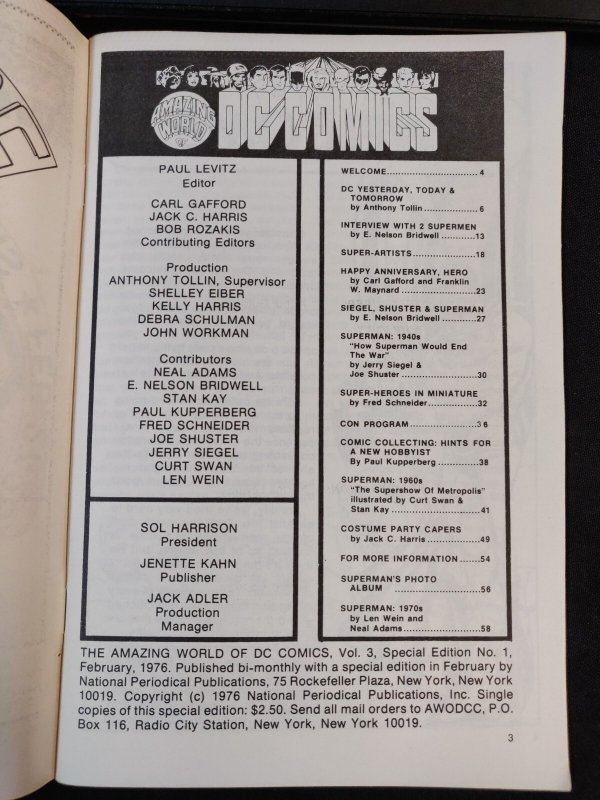 AMAZING
WORLD
OF
DC COMICS
PAUL LEVITZ
Editor
CARL GAFFORD
JACK C. HARRIS
BOB ROZAKIS
Contributing Editors
Production
ANTHONY TOLLIN, Supervisor
SHELLEY EIBER
KELLY HARRIS
DEBRA SCHULMAN
JOHN WORKMAN
Contributors
NEAL ADAMS
E. NELSON BRIDWELL
STAN KAY
PAUL KUPPERBERG
FRED SCHNEIDER
JOE SHUSTER
JERRY SIEGEL
CURT SWAN
LEN WEIN
SOL HARRISON
President
JENETTE KAHN
Publisher
JACK ADLER
Production
Manager
WELCOME........................4
DC YESTERDAY, TODAY &
TOMORROW
by Anthony Tollin..............6
INTERVIEW WITH 2 SUPERMEN
by E. Nelson Bridwell..........13
SUPER-ARTISTS..................18
HAPPY ANNIVERSARY, HERO
by Carl Gafford and Franklin
W. Maynard.....................23
SIEGEL, SHUSTER & SUPERMAN
by E. Nelson Bridwell..........27
SUPERMAN: 1940s
"How Superman Would End
The War"
by Jerry Siegel &
Joe Shuster....................30
SUPER-HEROES IN MINIATURE
by Fred Schneider..............32
CON PROGRAM....................36
COMIC COLLECTING: HINTS FOR
A NEW HOBBYIST
By Paul Kupperberg.............38
SUPERMAN: 1960s
"The Supershow Of Metropolis"
illustrated by Curt Swan &
Stan Kay.......................41
COSTUME PARTY CAPERS
by Jack C. Harris..............49
FOR MORE INFORMATION......54
SUPERMAN'S PHOTO
ALBUM ....................56
SUPERMAN: 1970s
by Len Wein and
Neal Adams.....................58
THE AMAZING WORLD OF DC COMICS, Vol. 3, Special Edition No. 1,
February, 1976. Published bi-monthly with a special edition in February by
National Periodical Publications, 75 Rockefeller Plaza, New York, New York
10019. Copyright (c) 1976 National Periodical Publications, Inc. Single
copies of this special edition: $2.50. Send all mail orders to AWODCC, P.O.
Box 116, Radio City Station, New York, New York 10019.
3